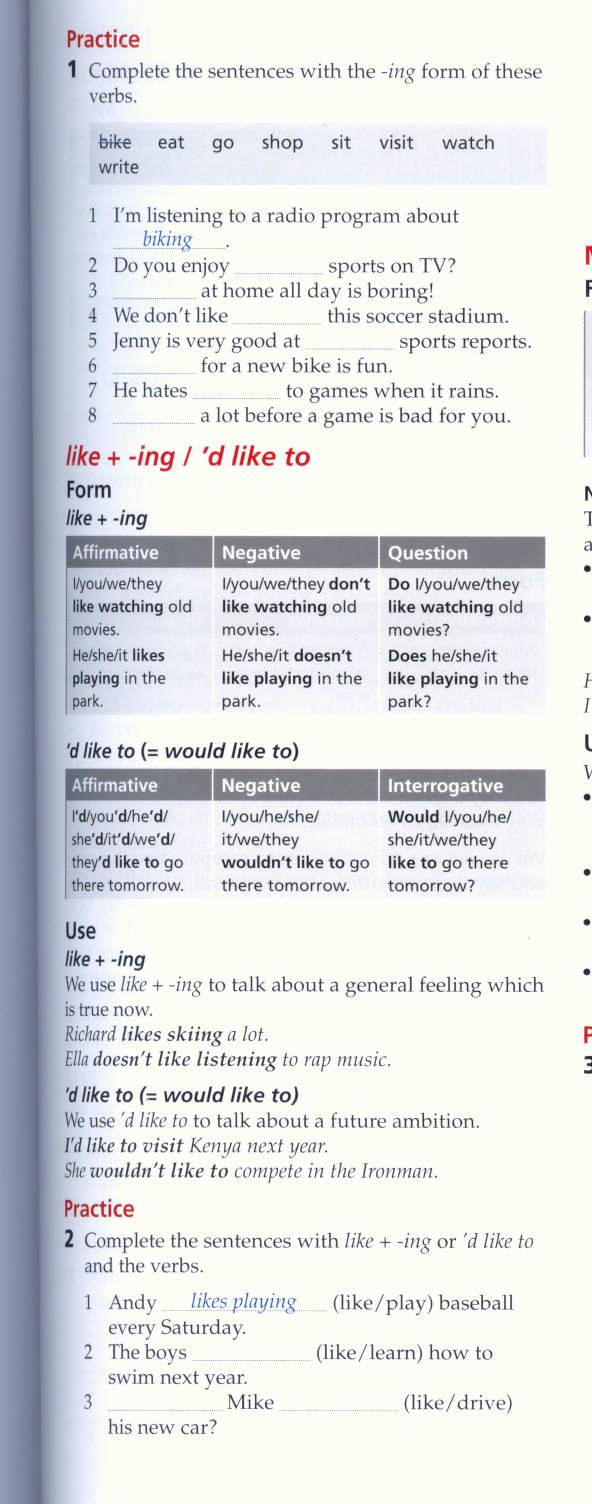 Practice
1 Complete the sentences with the -ing form of these
verbs.
bike eat go shop sit visit watch
write
1 I'm listening to a radio program about
biking .
2 Do you enjoy ____________ sports on TV?
3 ____________ at home all day is boring!
4 We don't like ____________ this soccer stadium.
5 Jenny is very good at ____________ sports reports.
6 ____________ for a new bike is fun.
7 He hates ____________ to games when it rains.
8 ____________ a lot before a game is bad for you.
like + -ing / 'd like to
Form
like + -ing
Affirmative Negative Question
I/you/we/they I/you/we/they don't Do I/you/we/they
like watching old like watching old like watching old
movies. movies. movies?
He/she/it likes He/she/it doesn't Does he/she/it
playing in the like playing in the like playing in the
park. park. park?
'd like to (= would like to)
Affirmative Negative Interrogative
I'd/you'd/he'd/ I/you/he/she/ Would I/you/he/
she'd/it'd/we'd/ it/we/they she/it/we/they
they'd like to go wouldn't like to go like to go there
there tomorrow. there tomorrow. tomorrow?
Use
like + -ing
We use like + -ing to talk about a general feeling which
is true now.
Richard likes skiing a lot.
Ella doesn't like listening to rap music.
'd like to (= would like to)
We use 'd like to to talk about a future ambition.
I'd like to visit Kenya next year.
She wouldn't like to compete in the Ironman.
Practice
2 Complete the sentences with like + -ing or 'd like to
and the verbs.
1 Andy likes playing (like/play) baseball
every Saturday.
2 The boys ____________ (like/learn) how to
swim next year.
3 ____________ Mike ____________ (like/drive)
his new car?